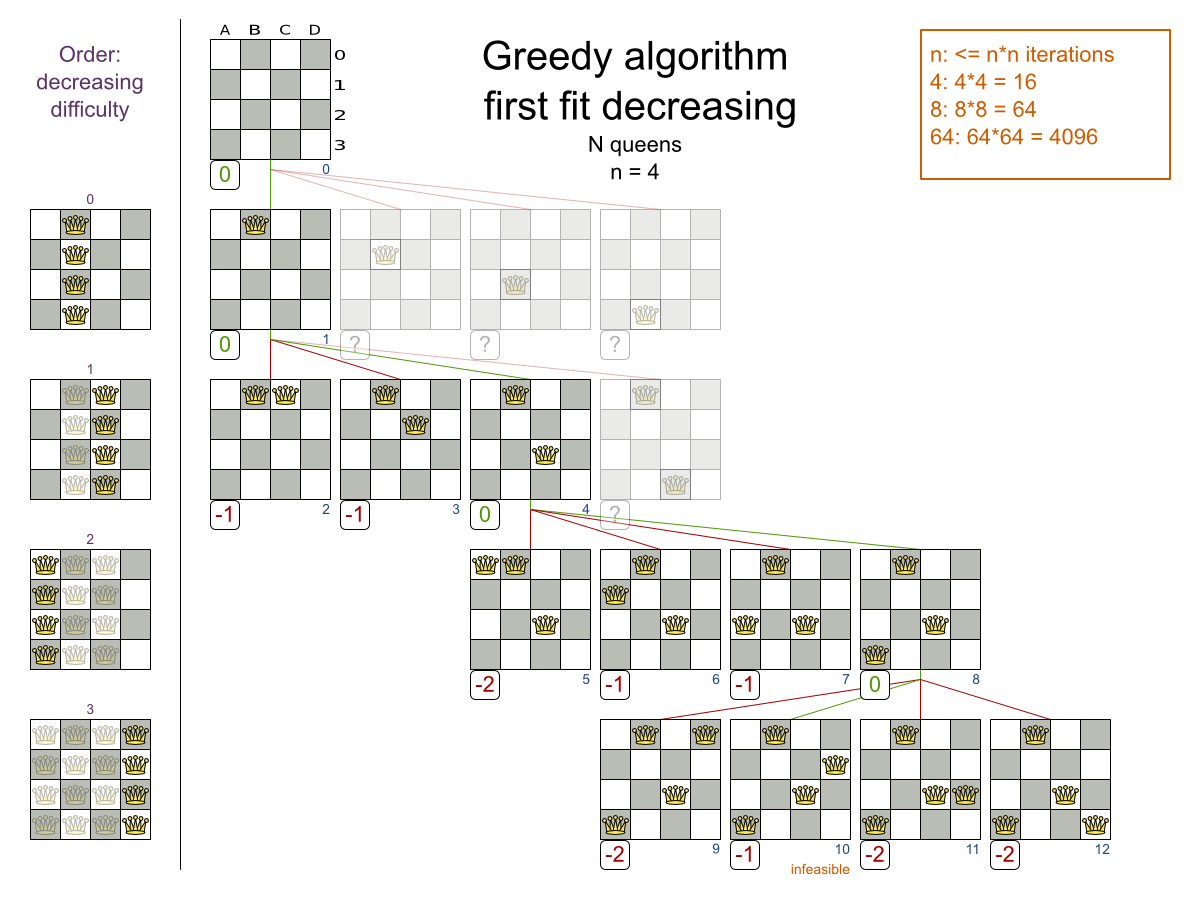 Order:
decreasing
difficulty
A B C D
0
1
2
3
Greedy algorithm
first fit decreasing
N queens
n = 4
n: <= n*n iterations
4: 4*4 = 16
8: 8*8 = 64
64: 64*64 = 4096
0 0
0
0 1 ? ? ?
1
-1 2 -1 3 0 4 ?
2
-2 5 -1 6 -1 7 0 8
3
-2 9 -1 10 -2 11 -2 12
infeasible